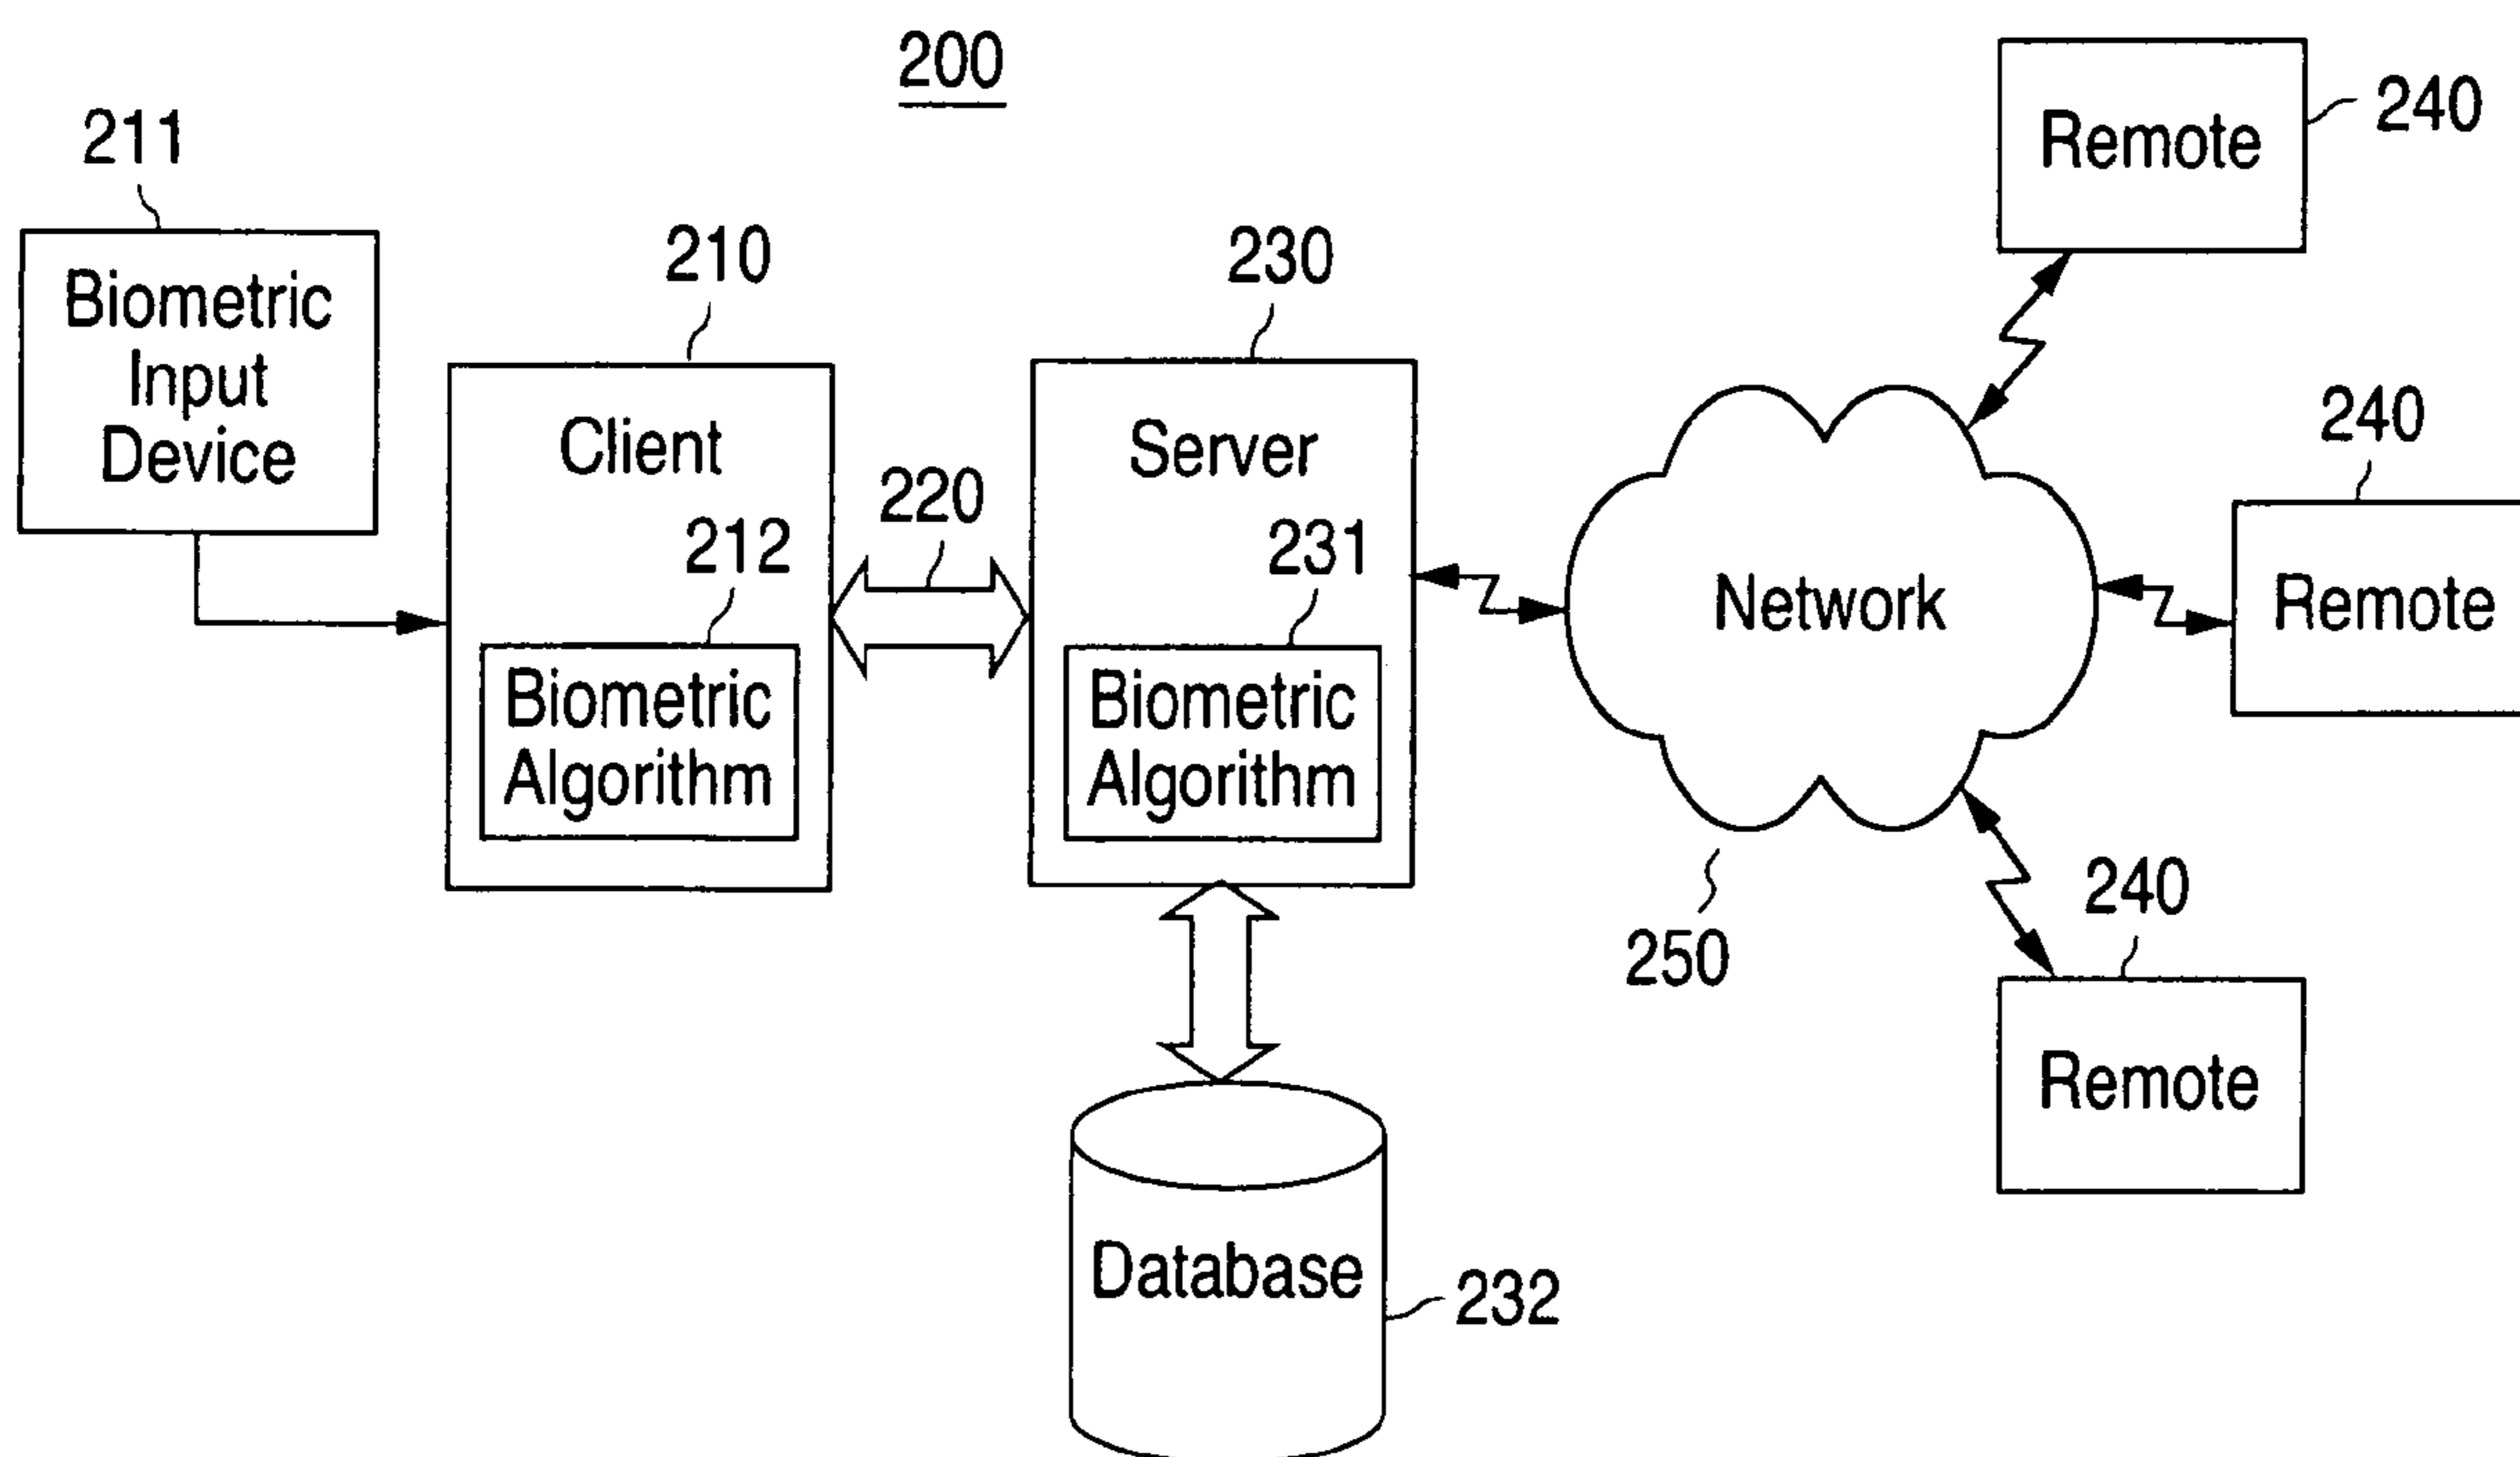 200
211
Biometric
Input
Device
210
Client
212
Biometric
Algorithm
220
230
Server
231
Biometric
Algorithm
Database
232
Network
250
Remote
240
240
Remote
240
Remote